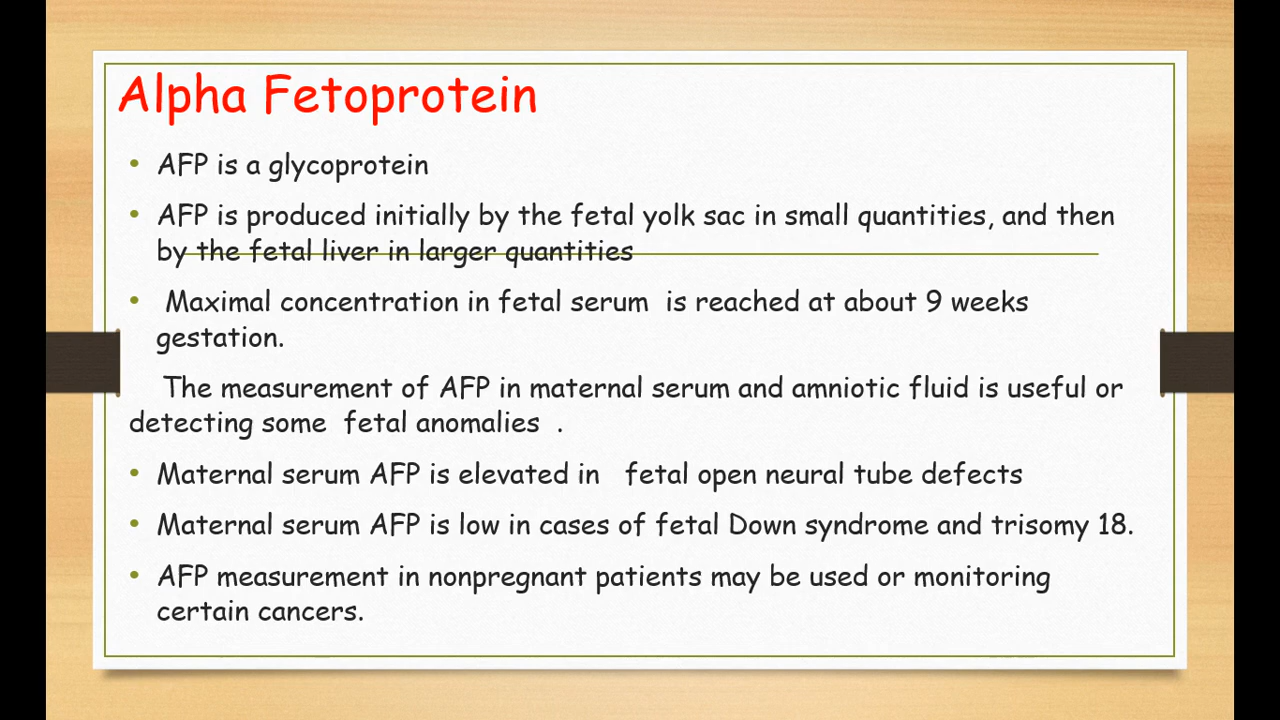 Alpha Fetoprotein
• AFP is a glycoprotein
• AFP is produced initially by the fetal yolk sac in small quantities, and then
by the fetal liver in larger quantities
• Maximal concentration in fetal serum is reached at about 9 weeks
gestation.
The measurement of AFP in maternal serum and amniotic fluid is useful or
detecting some fetal anomalies .
• Maternal serum AFP is elevated in fetal open neural tube defects
• Maternal serum AFP is low in cases of fetal Down syndrome and trisomy 18.
• AFP measurement in nonpregnant patients may be used or monitoring
certain cancers.